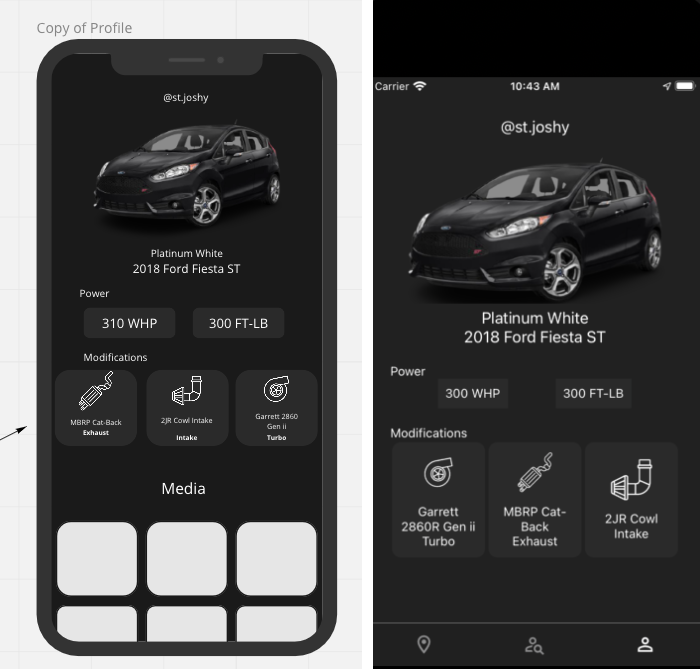 Copy of Profile
@st.joshy
Platinum White
2018 Ford Fiesta ST
Power
310 WHP
300 FT-LB
Modifications
MBRP Cat-Back
Exhaust
2JR Cowl Intake
Intake
Garrett 2860
Gen ii
Turbo
Media
Carrier
10:43 AM
@st.joshy
Platinum White
2018 Ford Fiesta ST
Power
300 WHP
300 FT-LB
Modifications
Garrett
2860R Gen ii
Turbo
MBRP Cat-
Back
Exhaust
2JR Cowl
Intake